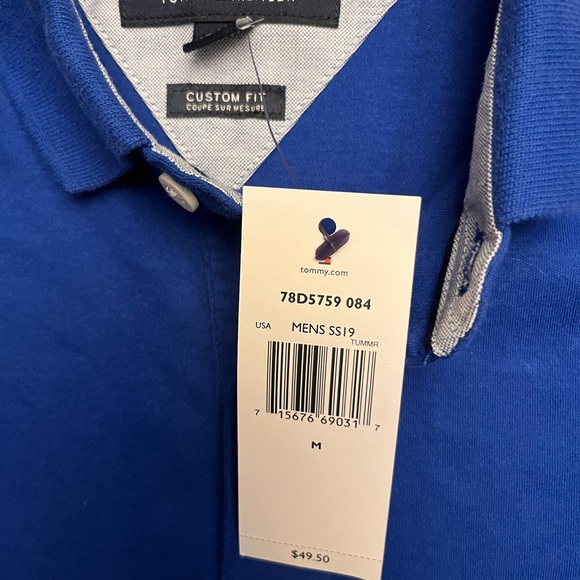 CUSTOM FIT
COUPE SUR MESURE
tommy.com
78D5759 084
USA MENS SS19
TUMMR
7 15676 69031 7
M
$49.50